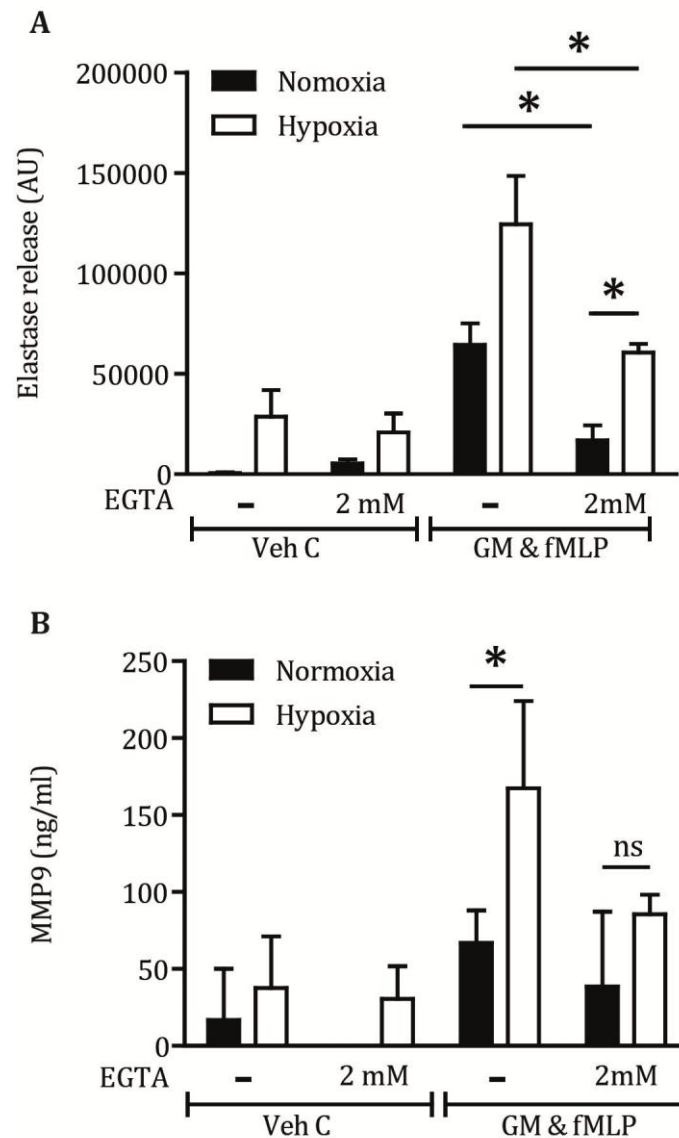 A
*
200000
Nomoxia
*
Hypoxia
150000
100000
*
50000
0
Elastase release (AU)
EGTA - 2 mM - 2mM
Veh C GM & fMLP
B
250
Normoxia
*
Hypoxia
200
150
ns
100
50
0
MMP9 (ng/ml)
EGTA - 2 mM - 2mM
Veh C GM & fMLP